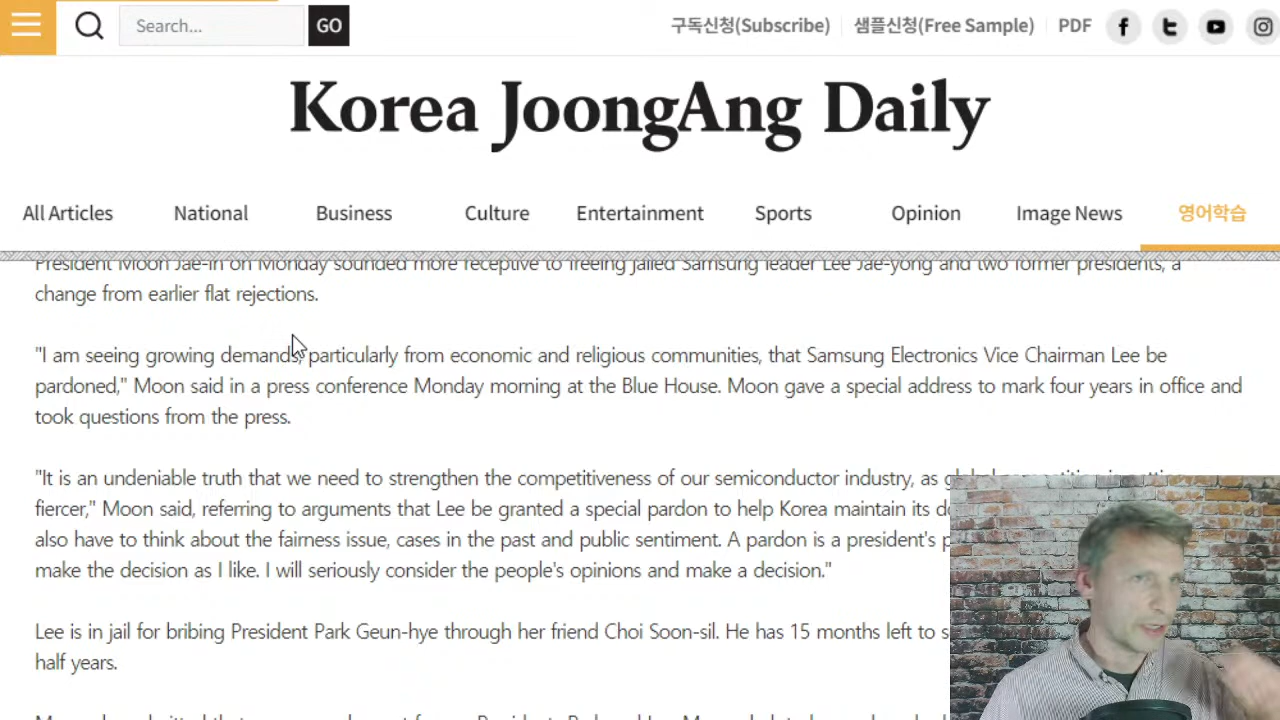 Search...
GO
구독신청(Subscribe)
샘플신청(Free Sample)
PDF
Korea JoongAng Daily
All Articles
National
Business
Culture
Entertainment
Sports
Opinion
Image News
영어학습
President Moon Jae-in on Monday sounded more receptive to freeing jailed Samsung leader Lee Jae-yong and two former presidents, a
change from earlier flat rejections.
"I am seeing growing demands, particularly from economic and religious communities, that Samsung Electronics Vice Chairman Lee be
pardoned," Moon said in a press conference Monday morning at the Blue House. Moon gave a special address to mark four years in office and
took questions from the press.
"It is an undeniable truth that we need to strengthen the competitiveness of our semiconductor industry, as
fiercer," Moon said, referring to arguments that Lee be granted a special pardon to help Korea maintain its
also have to think about the fairness issue, cases in the past and public sentiment. A pardon is a president's
make the decision as I like. I will seriously consider the people's opinions and make a decision."
Lee is in jail for bribing President Park Geun-hye through her friend Choi Soon-sil. He has 15 months left to
half years.